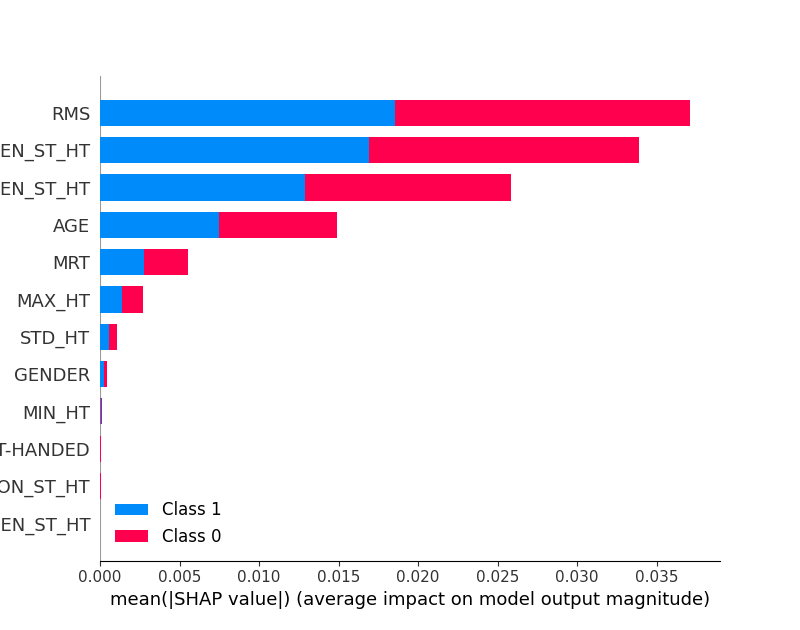 RMS
EN_ST_HT
EN_ST_HT
AGE
MRT
MAX_HT
STD_HT
GENDER
MIN_HT
T-HANDED
ON_ST_HT
EN_ST_HT
Class 1
Class 0
0.000 0.005 0.010 0.015 0.020 0.025 0.030 0.035
mean(|SHAP value|) (average impact on model output magnitude)